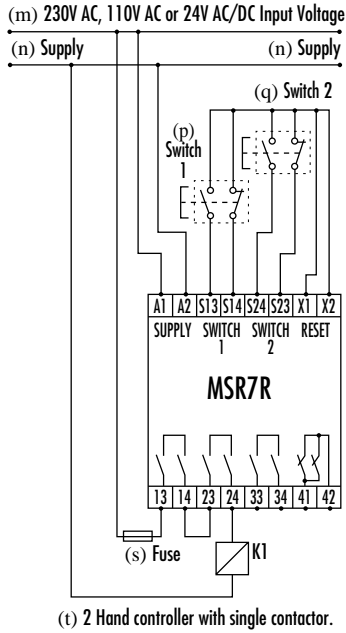 (m) 230V AC, 110V AC or 24V AC/DC Input Voltage
(n) Supply (n) Supply
(q) Switch 2
(p)
Switch
1
A1 A2 S13 S14 S24 S23 X1 X2
SUPPLY SWITCH SWITCH RESET
1 2
MSR7R
13 14 23 24 33 34 41 42
(s) Fuse
K1
(t) 2 Hand controller with single contactor.